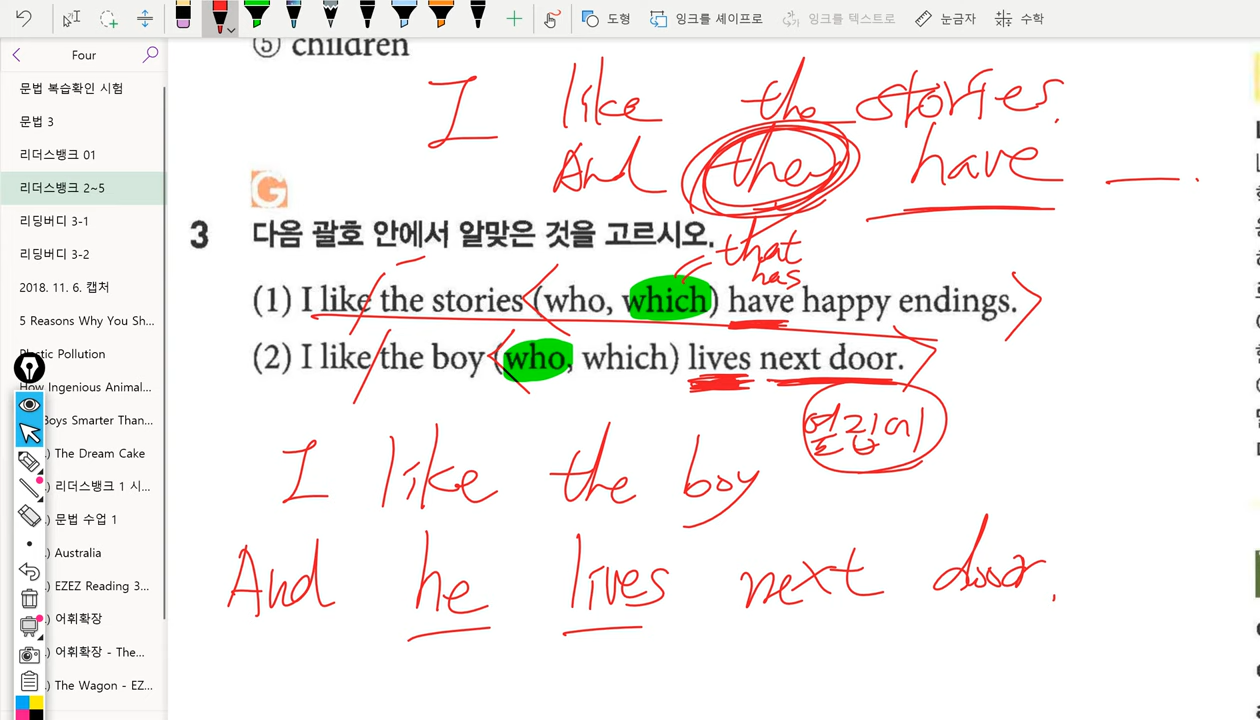 도형
잉크를 셰이프로
잉크를 텍스트로
눈금자
수학
Four
문법 복습확인 시험
문법 3
리더스뱅크 01
리더스뱅크 2~5
리딩버디 3-1
리딩버디 3-2
2018. 11. 6. 캡처
5 Reasons Why You Sh...
Plastic Pollution
How Ingenious Animal...
Boys Smarter Than...
.) The Dream Cake
.) 리더스뱅크 1 시...
.) 문법 수업 1
.) Australia
.) EZEZ Reading 3...
.) 어휘확장
.) 어휘확장 - The...
.) The Wagon - EZ...
⑤ children
I like the stories.
And they have
G
3 다음 괄호 안에서 알맞은 것을 고르시오.
that
has
(1) I like the stories (who, which) have happy endings.
(2) I like the boy (who, which) lives next door.
옆집에
I like the boy
And he lives next door.